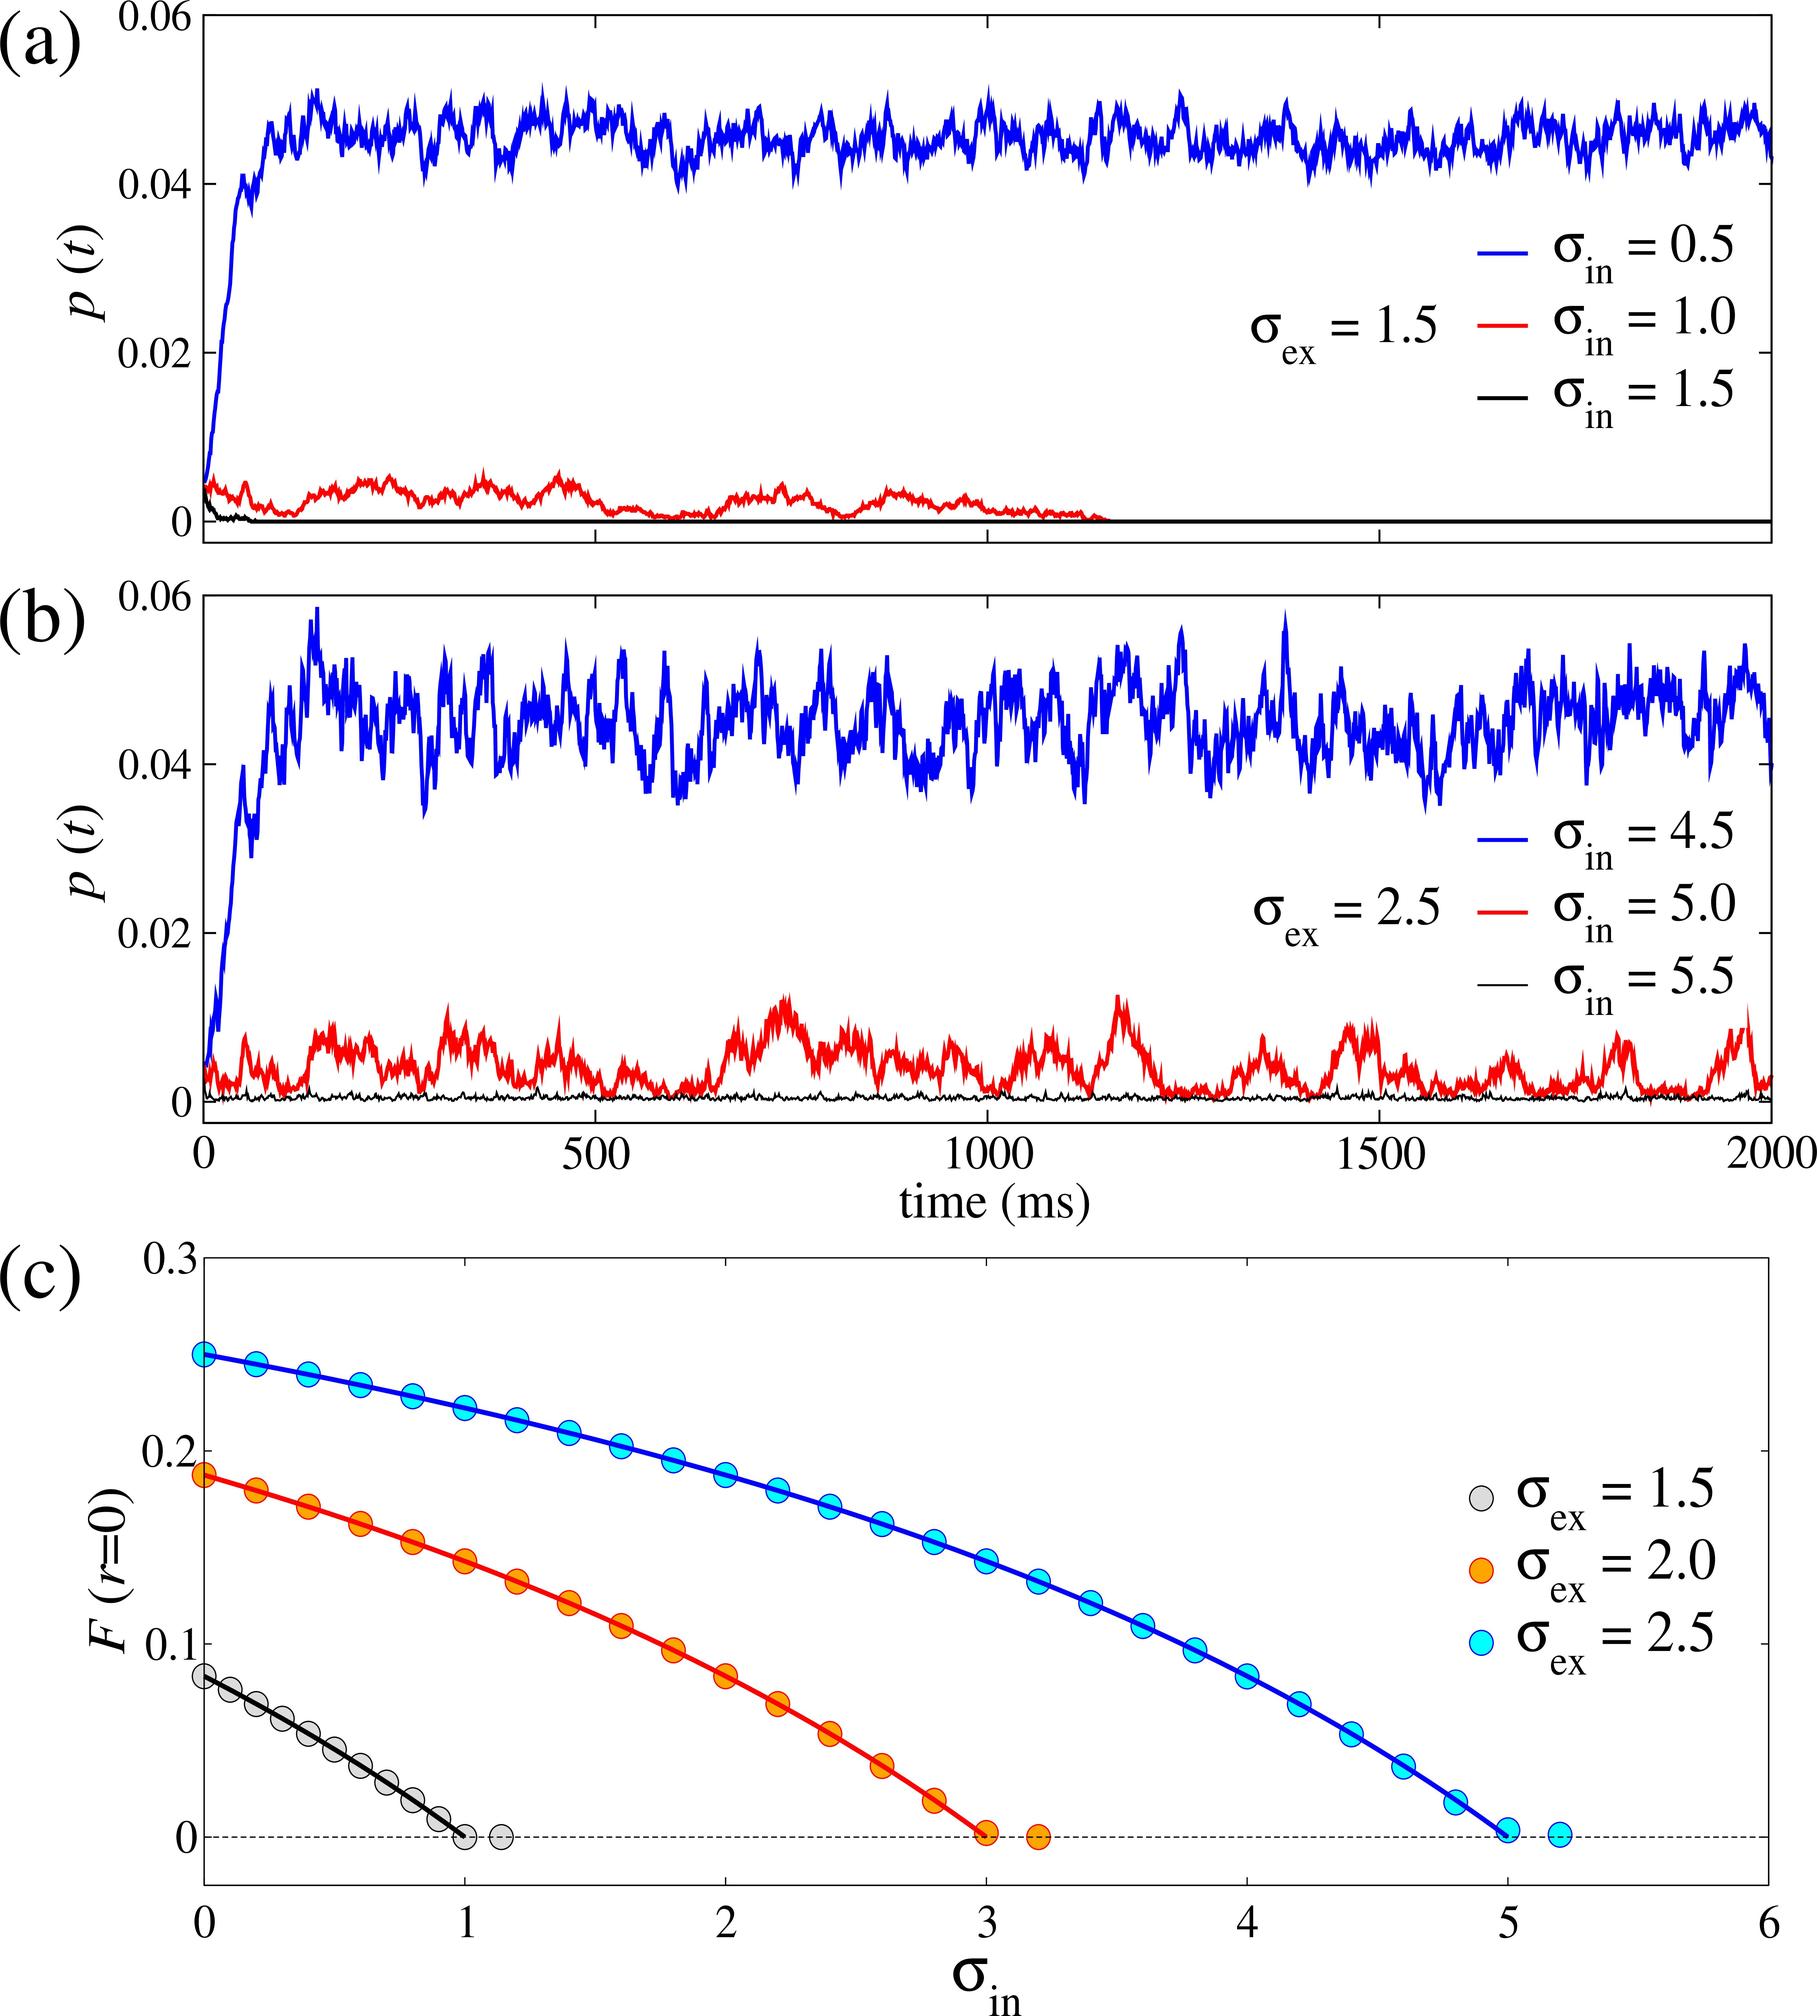 (a)
0.06
0.04
0.02
0
p (t)
σex = 1.5
σin = 0.5
σin = 1.0
σin = 1.5
(b)
0.06
0.04
0.02
0
p (t)
σex = 2.5
σin = 4.5
σin = 5.0
σin = 5.5
0 500 1000 1500 2000
time (ms)
(c)
0.3
0.2
0.1
0
F (r=0)
σex = 1.5
σex = 2.0
σex = 2.5
0 1 2 3 4 5 6
σin